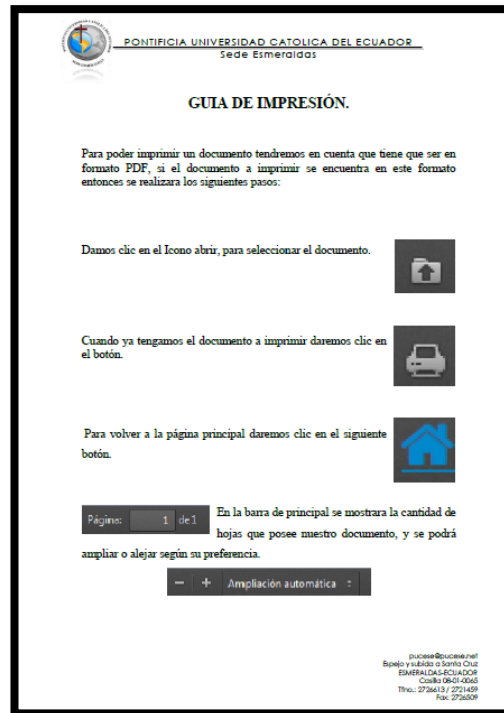 PONTIFICIA UNIVERSIDAD CATOLICA DEL ECUADOR
Sede Esmeraldas
GUIA DE IMPRESIÓN.
Para poder imprimir un documento tendremos en cuenta que tiene que ser en
formato PDF, si el documento a imprimir se encuentra en este formato
entonces se realizara los siguientes pasos:
Damos clic en el Icono abrir, para seleccionar el documento.
Cuando ya tengamos el documento a imprimir daremos clic en
el botón.
Para volver a la página principal daremos clic en el siguiente
botón.
Página: 1 de 1
En la barra de principal se mostrara la cantidad de
hojas que posee nuestro documento, y se podrá
ampliar o alejar según su preferencia.
− + Ampliación automática
pucese@pucese.net
Espejo y subida a Santa Cruz
ESMERALDAS-ECUADOR
Casilla 08-01-0065
Tfno.: 2726613 / 2721459
Fax: 2726509